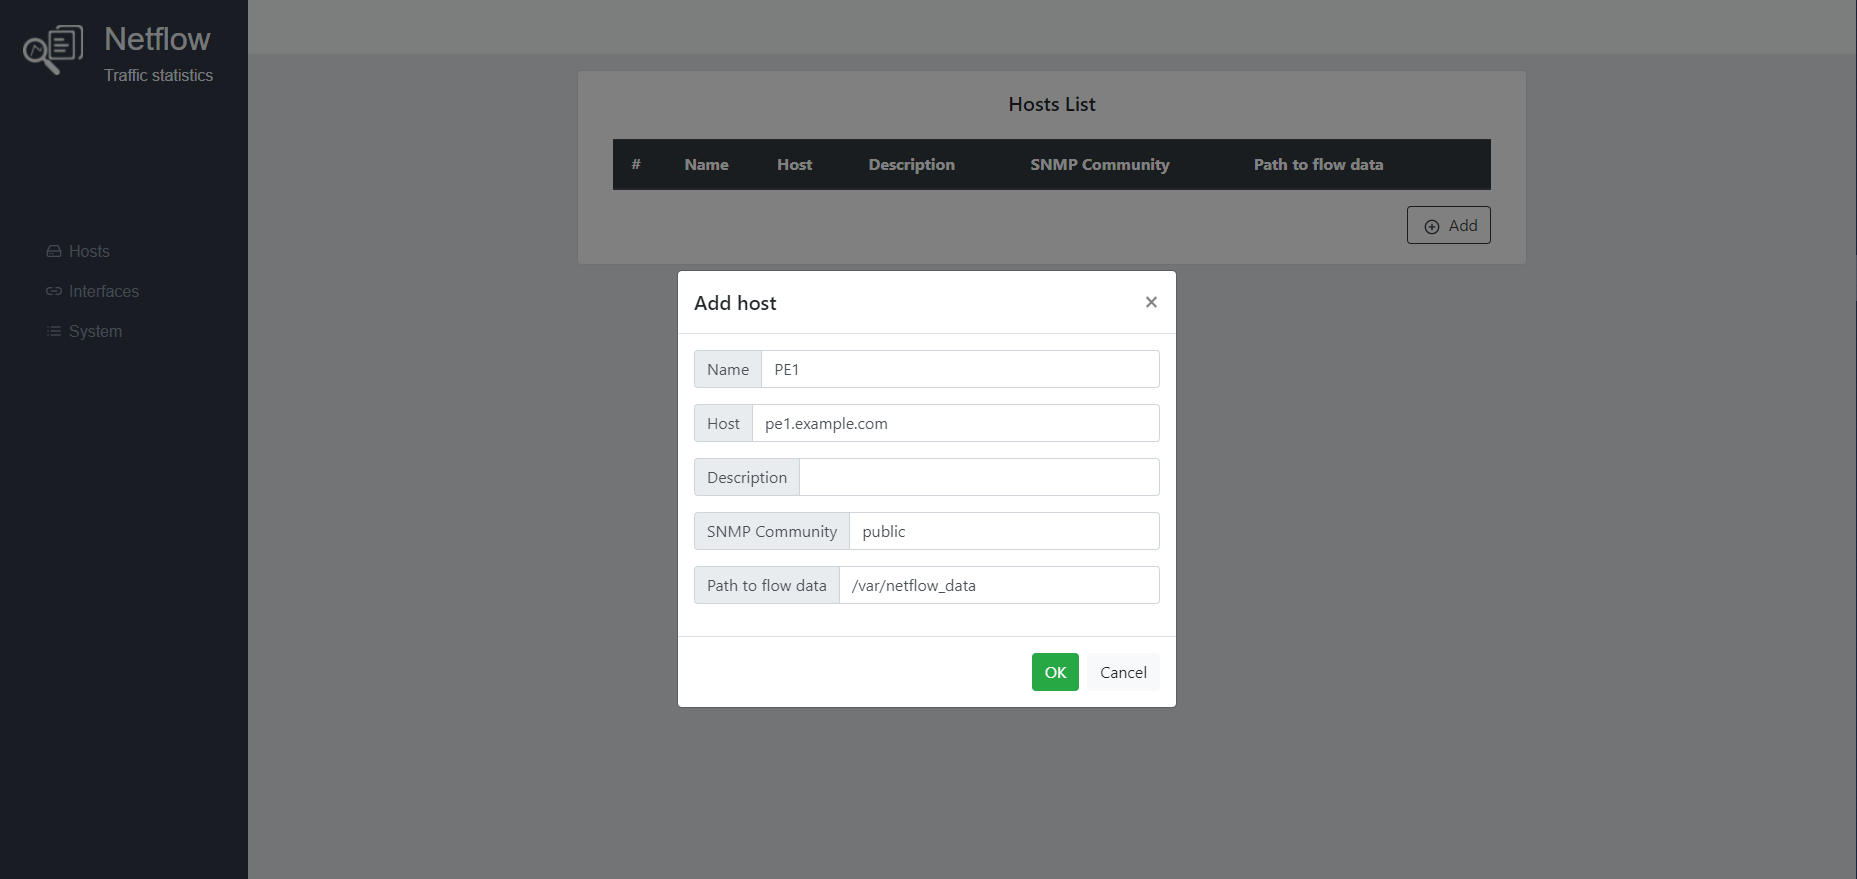 Netflow
Traffic statistics
Hosts
Interfaces
System
Hosts List
# Name Host Description SNMP Community Path to flow data
Add
Add host ×
Name PE1
Host pe1.example.com
Description
SNMP Community public
Path to flow data /var/netflow_data
OK Cancel